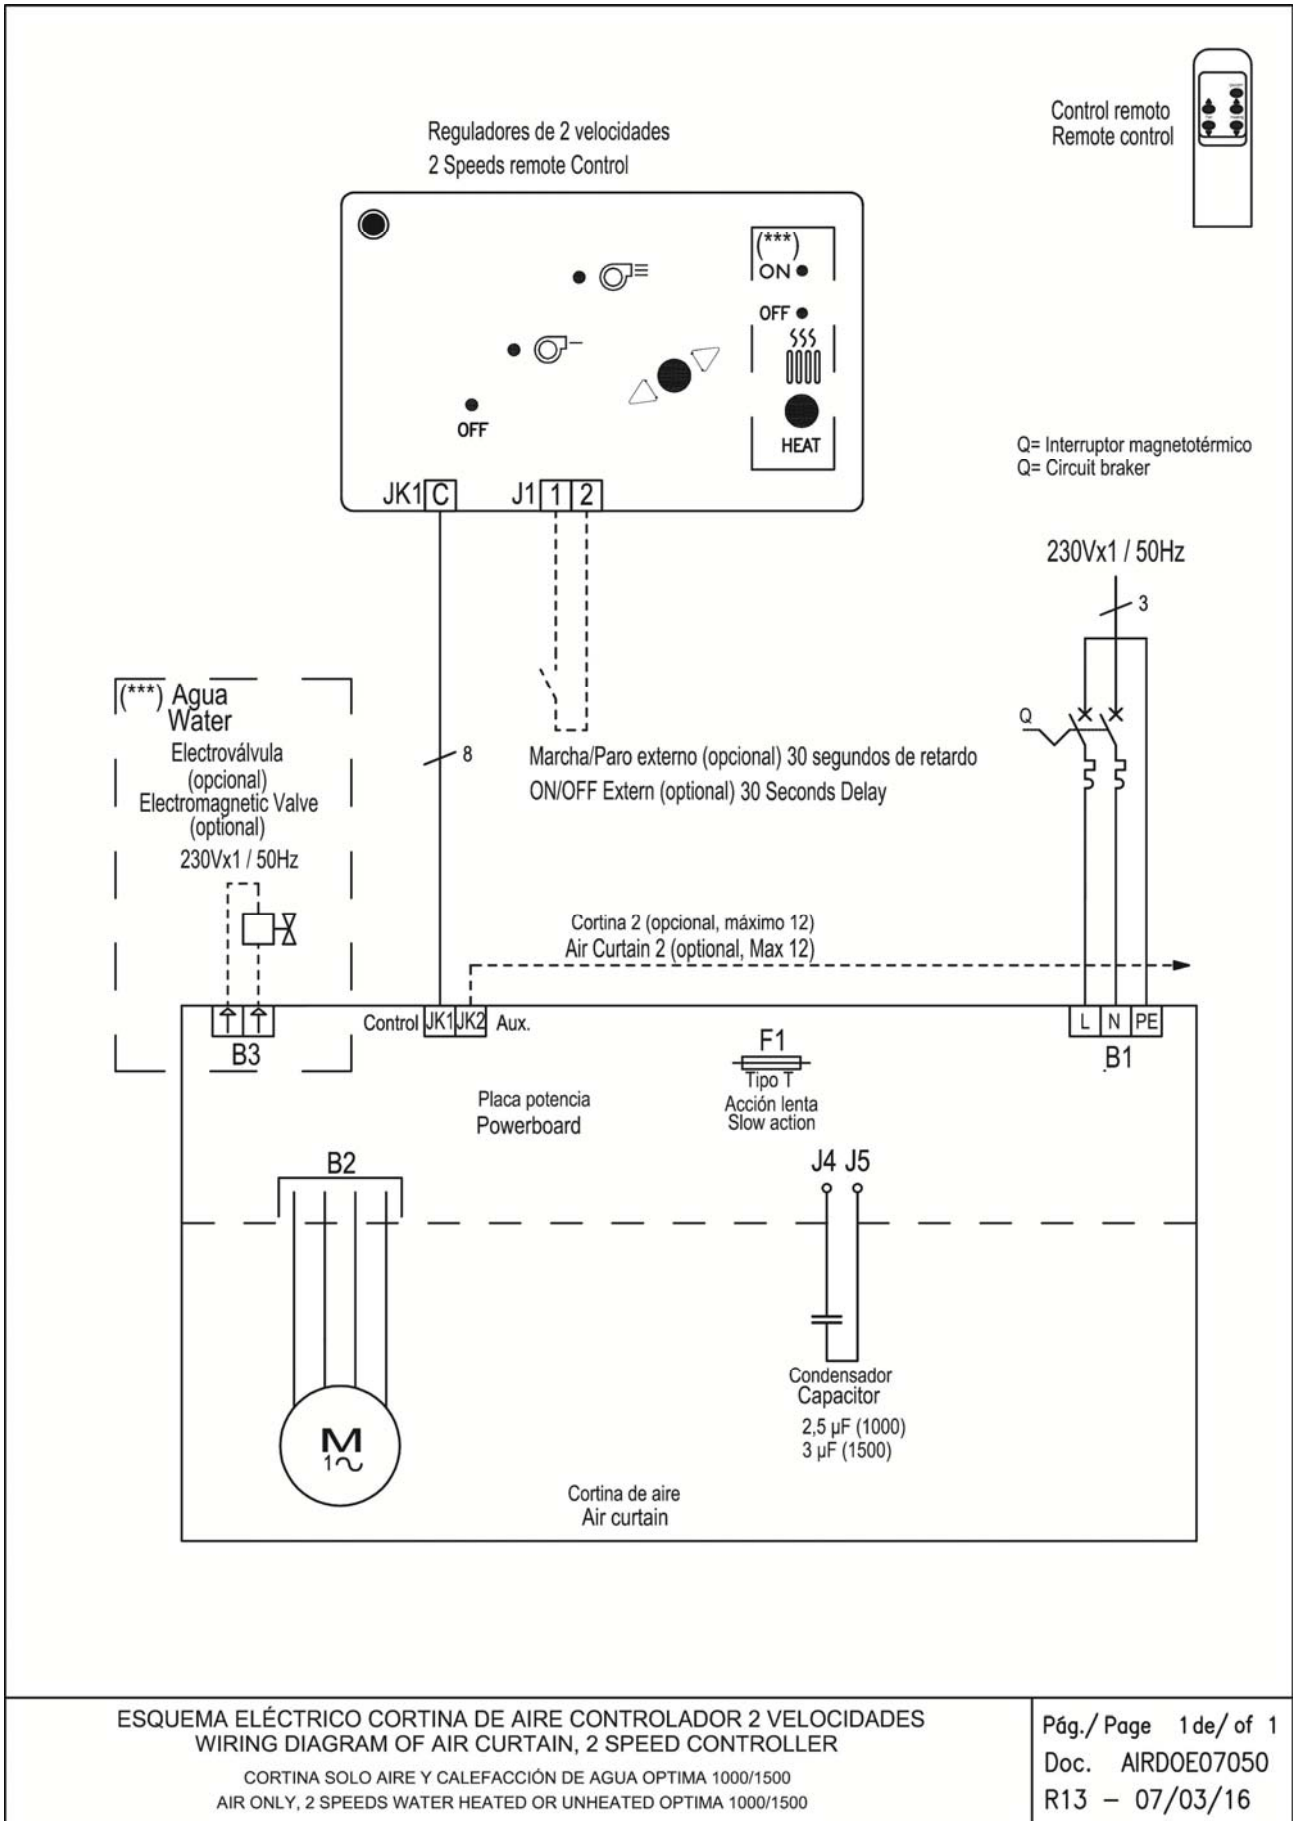 Control remoto
Remote control
Reguladores de 2 velocidades
2 Speeds remote Control
(***)
ON
OFF
HEAT
OFF
JK1 C
J1 1 2
Q= Interruptor magnetotérmico
Q= Circuit braker
230Vx1 / 50Hz
3
Q
(***) Agua
Water
Electroválvula
(opcional)
Electromagnetic Valve
(optional)
230Vx1 / 50Hz
8
Marcha/Paro externo (opcional) 30 segundos de retardo
ON/OFF Extern (optional) 30 Seconds Delay
Cortina 2 (opcional, máximo 12)
Air Curtain 2 (optional, Max 12)
B3
Control JK1 JK2 Aux.
L N PE
B1
F1
Tipo T
Acción lenta
Slow action
Placa potencia
Powerboard
B2
J4 J5
Condensador
Capacitor
2,5 µF (1000)
3 µF (1500)
M
1
Cortina de aire
Air curtain
ESQUEMA ELÉCTRICO CORTINA DE AIRE CONTROLADOR 2 VELOCIDADES
WIRING DIAGRAM OF AIR CURTAIN, 2 SPEED CONTROLLER
CORTINA SOLO AIRE Y CALEFACCIÓN DE AGUA OPTIMA 1000/1500
AIR ONLY, 2 SPEEDS WATER HEATED OR UNHEATED OPTIMA 1000/1500
Pág./ Page 1 de/ of 1
Doc. AIRDOE07050
R13 – 07/03/16